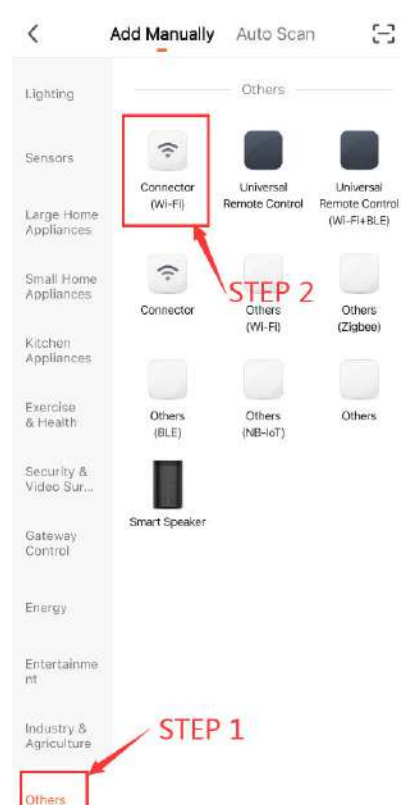 Add Manually Auto Scan
Lighting
Sensors
Large Home
Appliances
Small Home
Appliances
Kitchen
Appliances
Exercise
& Health
Security &
Video Sur...
Gateway
Control
Energy
Entertainme
nt
Industry &
Agriculture
Others
Others
Connector
(Wi-Fi)
Universal
Remote Control
Universal
Remote Control
(Wi-Fi+BLE)
STEP 2
Connector
Others
(Wi-Fi)
Others
(Zigbee)
Others
(BLE)
Others
(NB-IoT)
Others
Smart Speaker
STEP 1